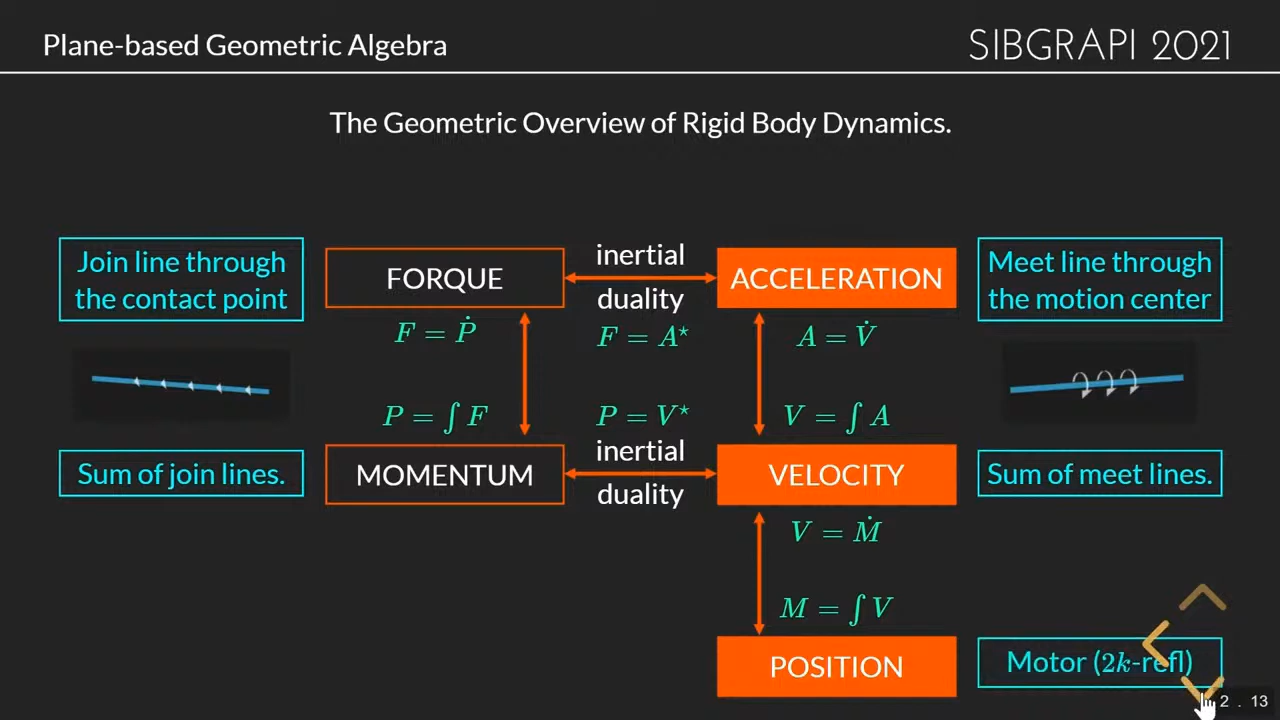 Plane-based Geometric Algebra
SIBGRAPI 2021
The Geometric Overview of Rigid Body Dynamics.
Join line through
the contact point
FORQUE
inertial
duality
ACCELERATION
Meet line through
the motion center
F = Ṗ
F = A⋆
A = V̇
P = ∫ F
P = V⋆
V = ∫ A
Sum of join lines.
MOMENTUM
inertial
duality
VELOCITY
Sum of meet lines.
V = Ṁ
M = ∫ V
POSITION
Motor (2k-refl)
2 . 13